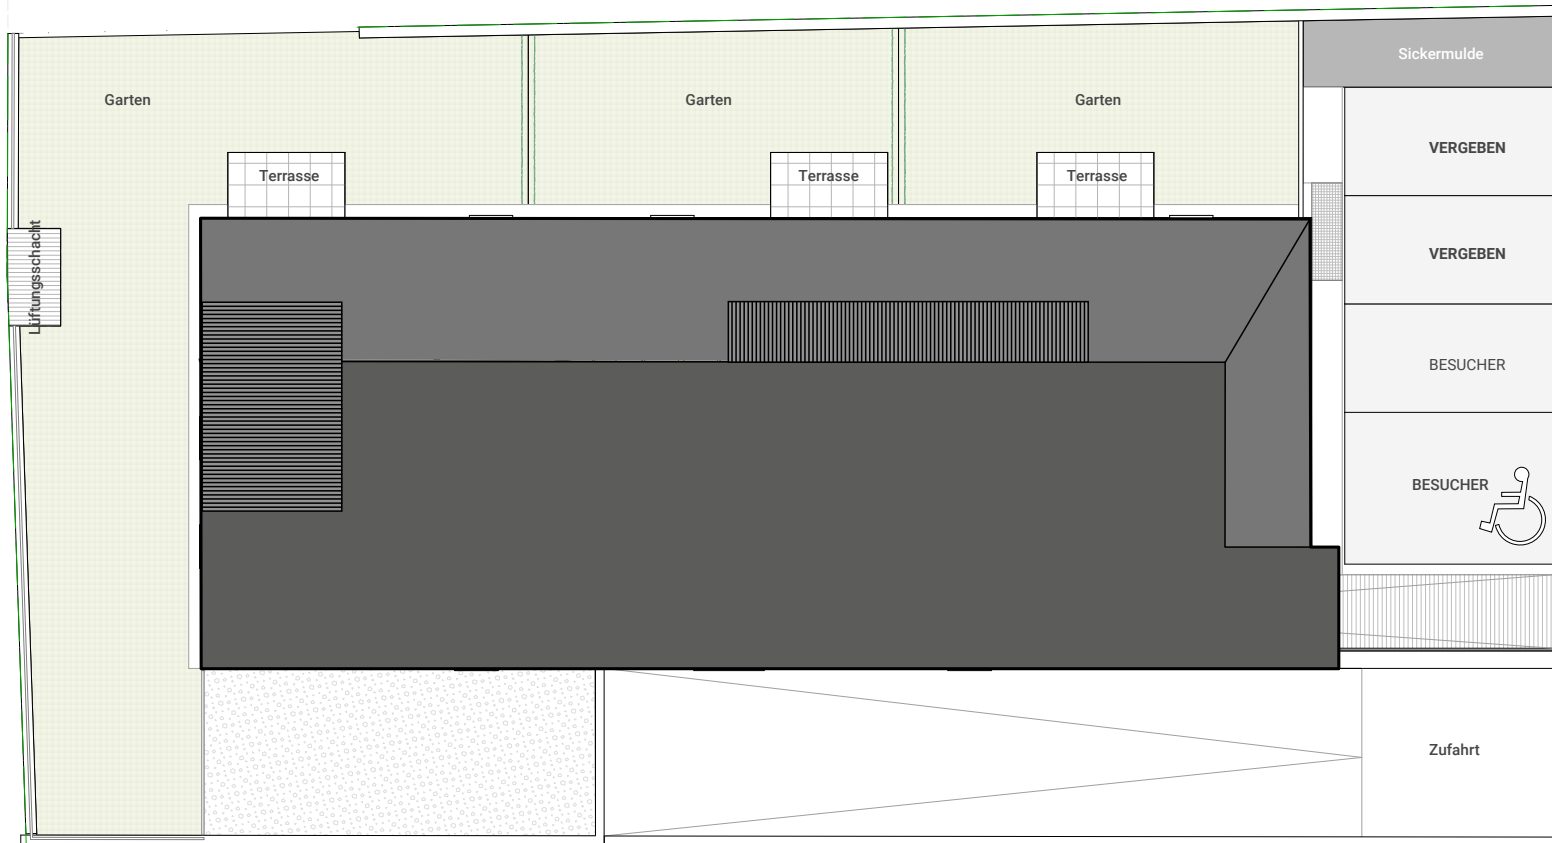 Sickermulde
Garten
Garten
Garten
VERGEBEN
Terrasse
Terrasse
Terrasse
VERGEBEN
Lüftungsschacht
BESUCHER
BESUCHER
Zufahrt